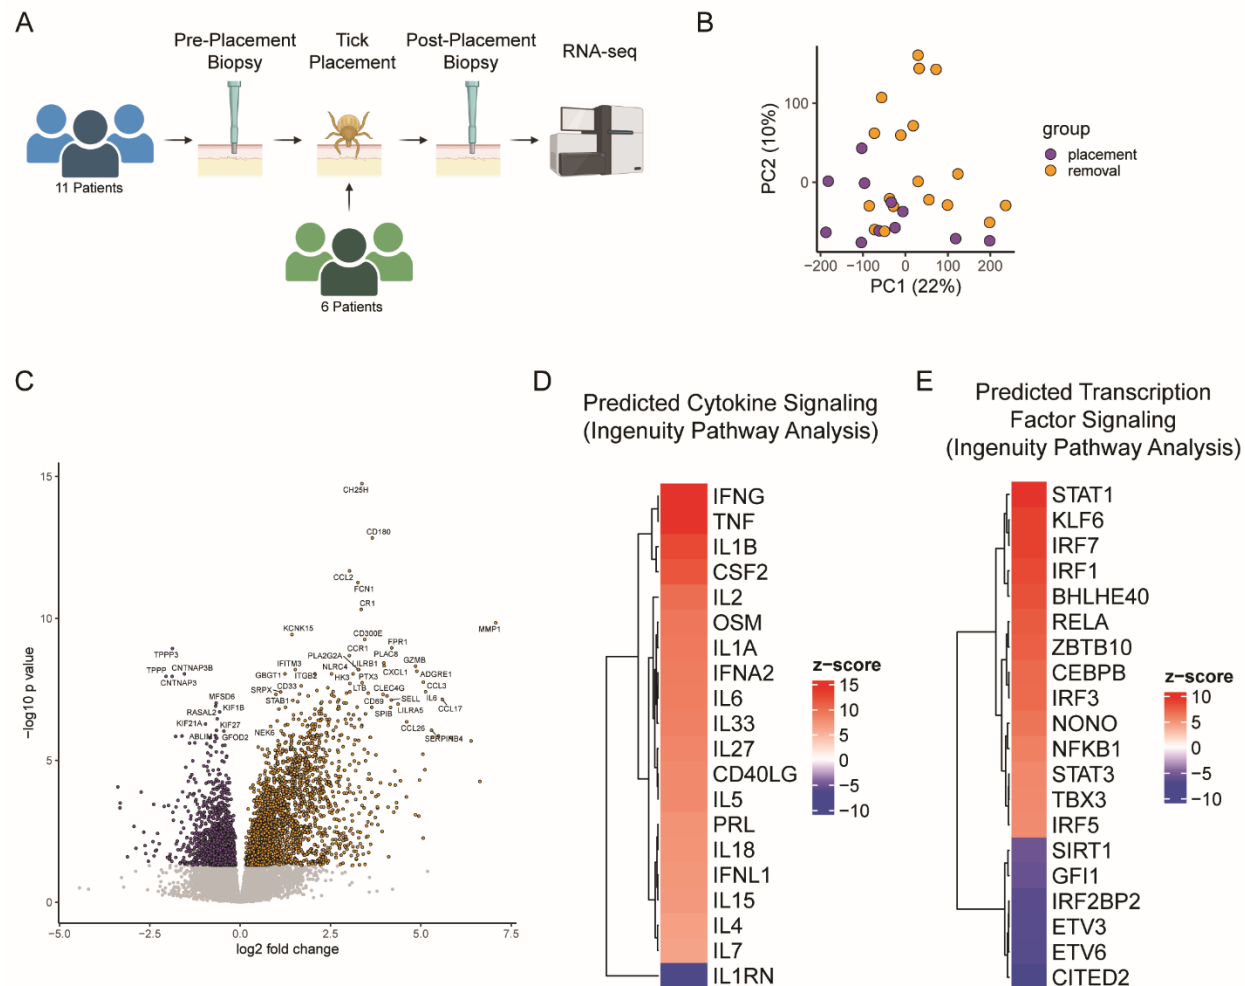 A
Pre-Placement
Biopsy
Tick
Placement
Post-Placement
Biopsy
RNA-seq
11 Patients
6 Patients
B
PC2 (10%)
100
0
−200
−100
0
100
200
PC1 (22%)
group
placement
removal
C
−log10 p value
15
10
5
0
−5.0
−2.5
0.0
2.5
5.0
7.5
log2 fold change
CH25H
CD180
CCL2
FCN1
CR1
MMP1
KCNK15
CD300E
FPR1
TPPP3
CCR1
PLA2G2A
PLAC8
GZMB
TPPP
CNTNAP3B
IFITM3
NLRC4
LILRB1
CXCL1
ADGRE1
CNTNAP3
GBGT1
ITGB2
HK3
PTX3
CD33
LTB
CLEC4G
CCL3
SRPX
STAB1
CD69
SELL
IL6
MFSD6
KIF1B
RASAL2
SPIB
LILRA5
CCL17
KIF21A
KIF27
NEK6
CCL26
ABLIM
GFOD2
SERPINB4
D
Predicted Cytokine Signaling
(Ingenuity Pathway Analysis)
IFNG
TNF
IL1B
CSF2
IL2
OSM
IL1A
IFNA2
IL6
IL33
IL27
CD40LG
IL5
PRL
IL18
IFNL1
IL15
IL4
IL7
IL1RN
z−score
15
10
5
0
−5
−10
E
Predicted Transcription
Factor Signaling
(Ingenuity Pathway Analysis)
STAT1
KLF6
IRF7
IRF1
BHLHE40
RELA
ZBTB10
CEBPB
IRF3
NONO
NFKB1
STAT3
TBX3
IRF5
SIRT1
GFI1
IRF2BP2
ETV3
ETV6
CITED2
z−score
10
5
0
−5
−10